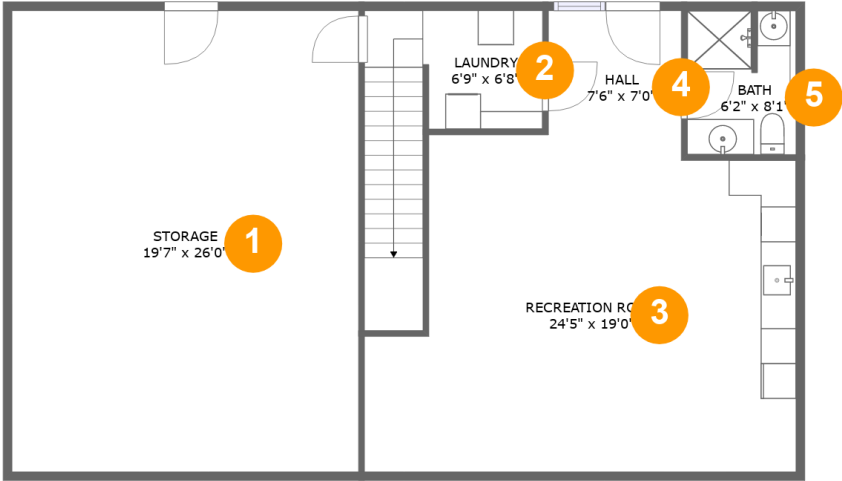 LAUNDRY
6'9" x 6'8"
2
HALL
7'6" x 7'0"
4
BATH
6'2" x 8'1"
5
STORAGE
19'7" x 26'0"
1
RECREATION
24'5" x 19'0"
3